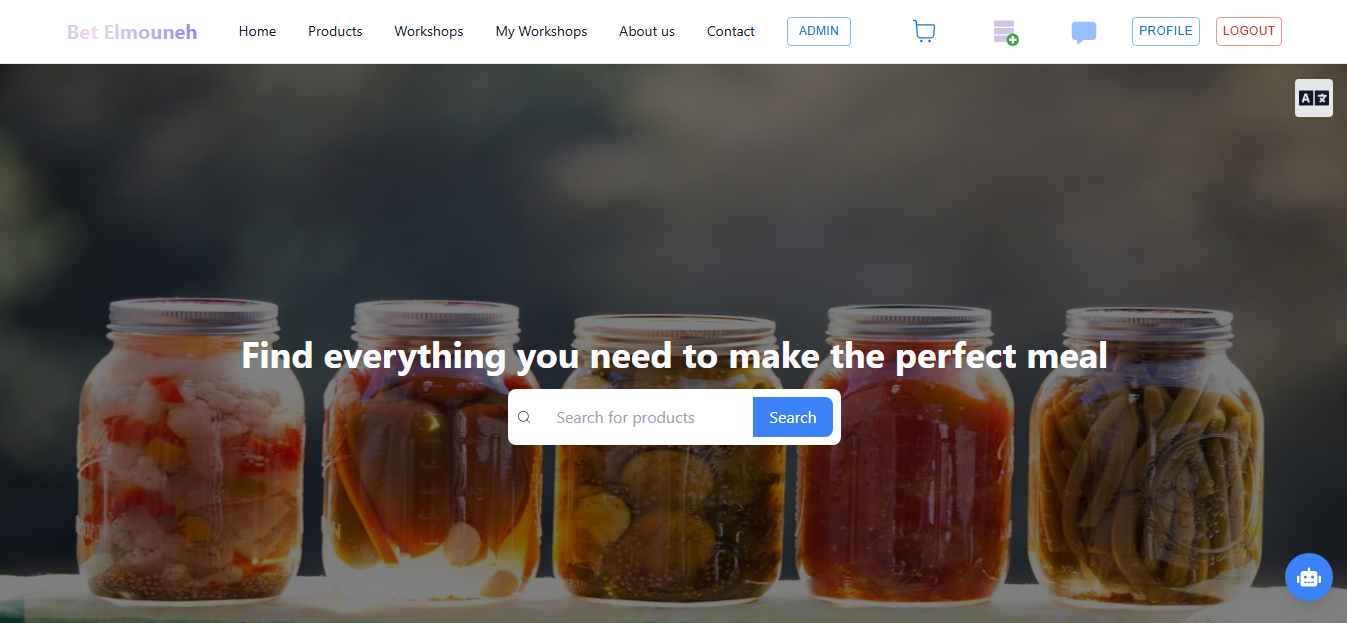 Bet Elmouneh
Home
Products
Workshops
My Workshops
About us
Contact
ADMIN
PROFILE
LOGOUT
A 文
Find everything you need to make the perfect meal
Search for products
Search